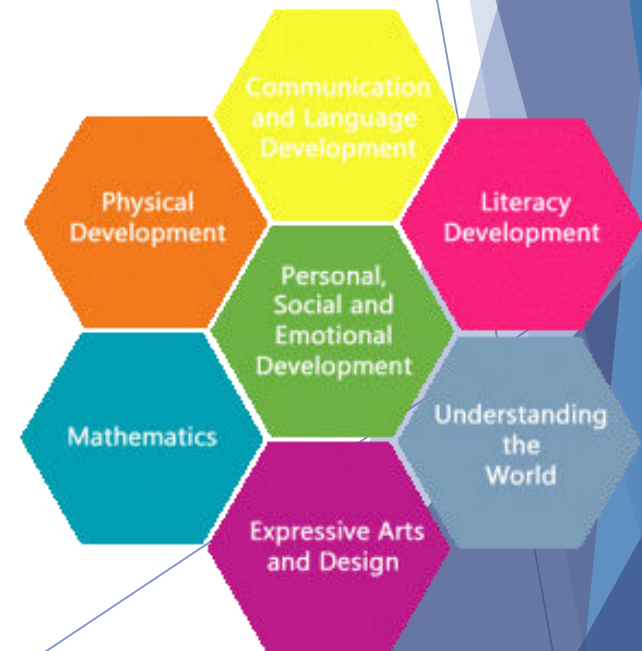 Communication
and Language
Development
Physical
Development
Literacy
Development
Personal,
Social and
Emotional
Development
Mathematics
Understanding
the
World
Expressive Arts
and Design